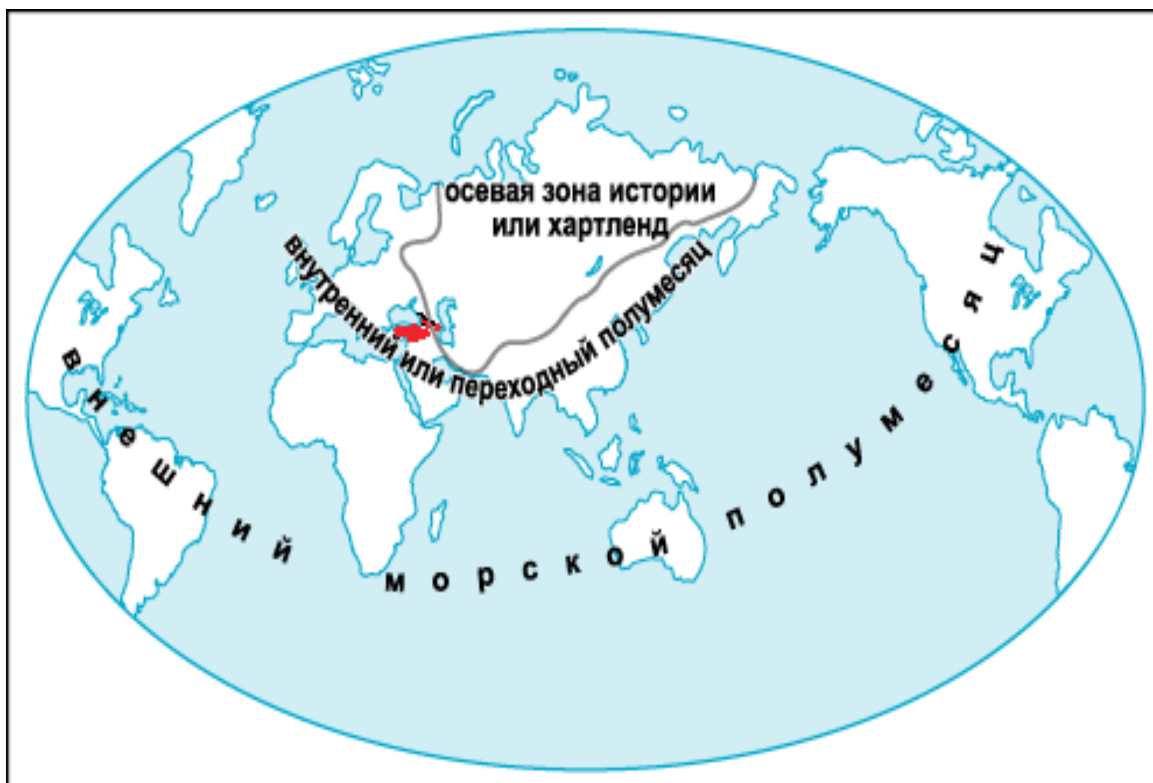 осевая зона истории
или хартленд
внутренний или переходный полумесяц
внешний морской полумесяц